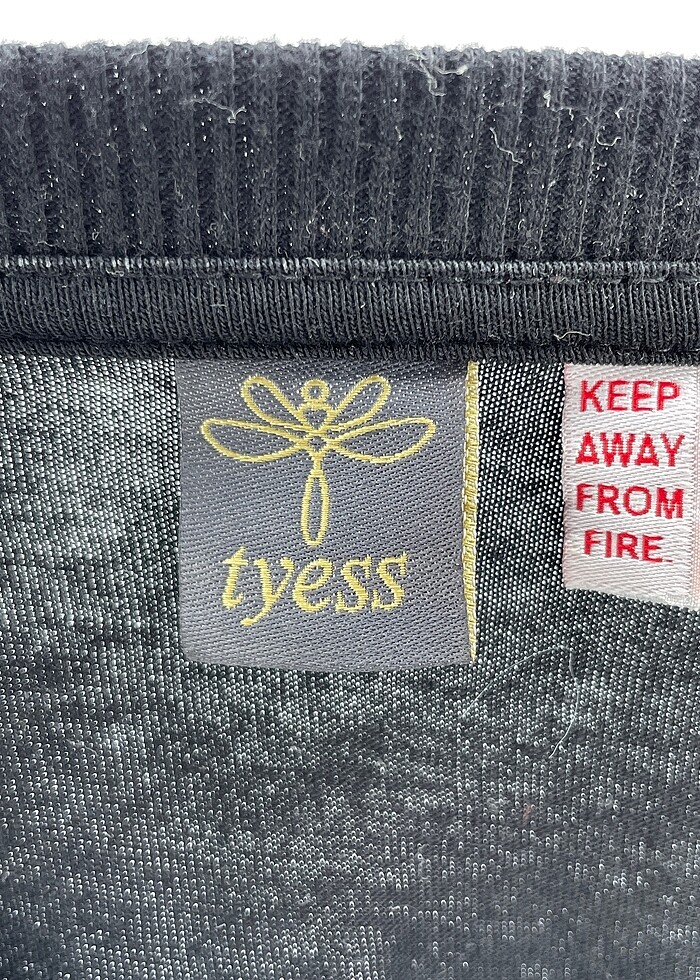 tyess
KEEP
AWAY
FROM
FIRE.